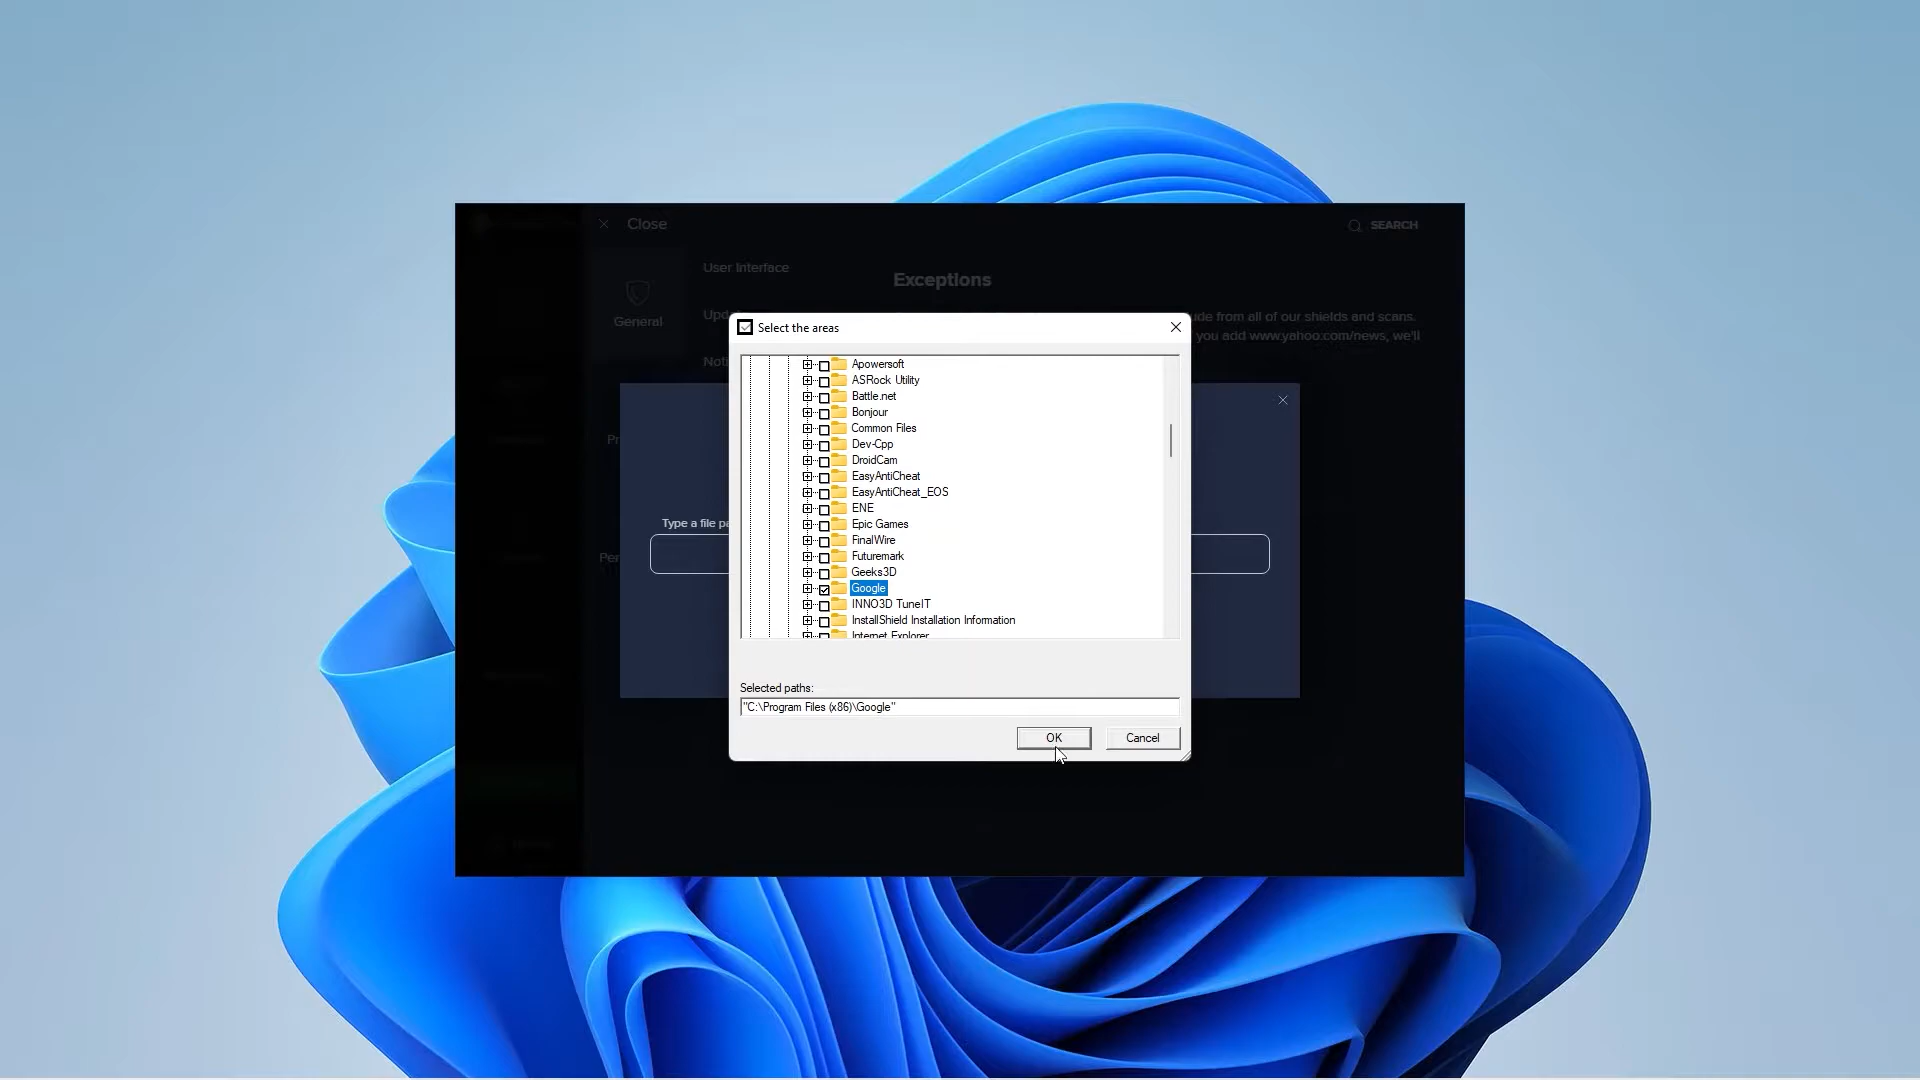 Close
SEARCH
User Interface
Exceptions
General
ude from all of our shields and scans.
you add www.yahoo.com/news, we'll
Select the areas
Apowersoft
ASRock Utility
Battle.net
Bonjour
Common Files
Dev-Cpp
DroidCam
EasyAntiCheat
EasyAntiCheat_EOS
ENE
Epic Games
FinalWire
Futuremark
Geeks3D
Google
INNO3D TuneIT
InstallShield Installation Information
Internet Explorer
Type a file pa
Selected paths:
"C:\Program Files (x86)\Google"
OK
Cancel